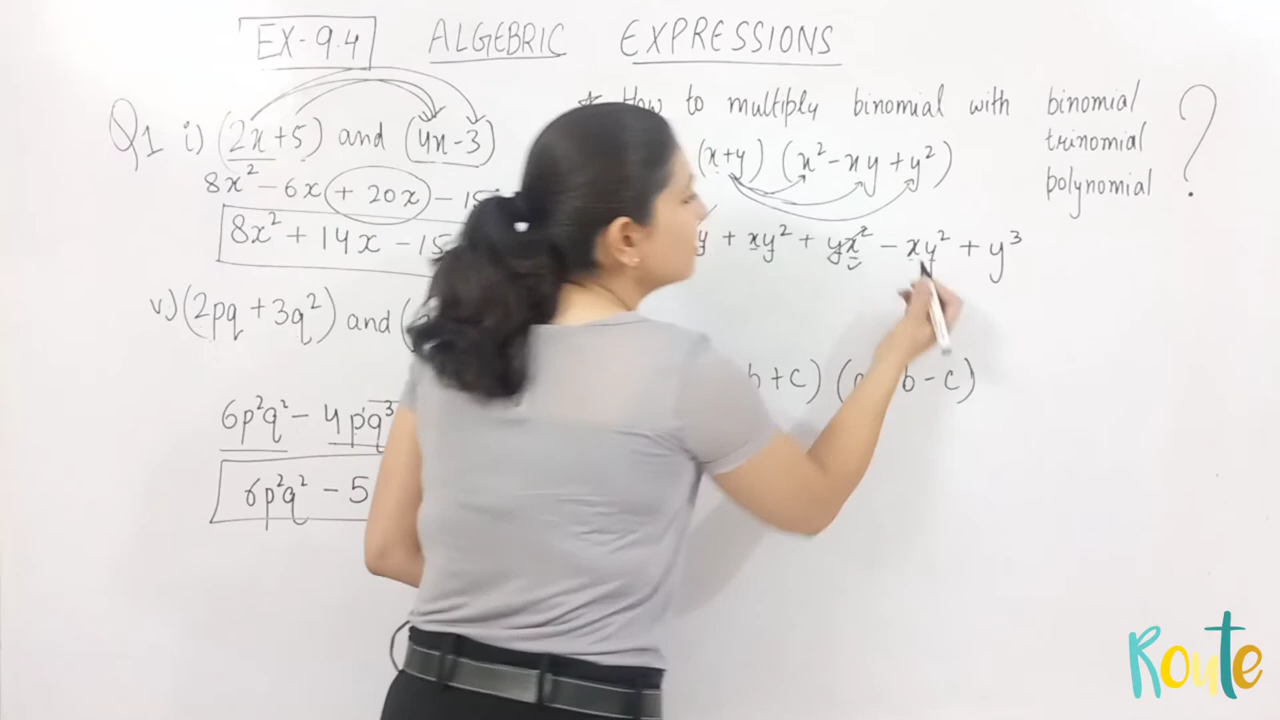 EX-9.4 ALGEBRIC EXPRESSIONS
Q1 i) (2x+5) and (4x-3)
8x² - 6x + 20x - 15
8x² + 14x - 15
v) (2pq + 3q²) and (
6p²q² - 4pq³
6p²q² - 5
* How to multiply binomial with binomial
trinomial
polynomial ?
(x+y) (x² - xy + y²)
y + xy² + yx² - xy² + y³
b + c) ( b - c)
Route